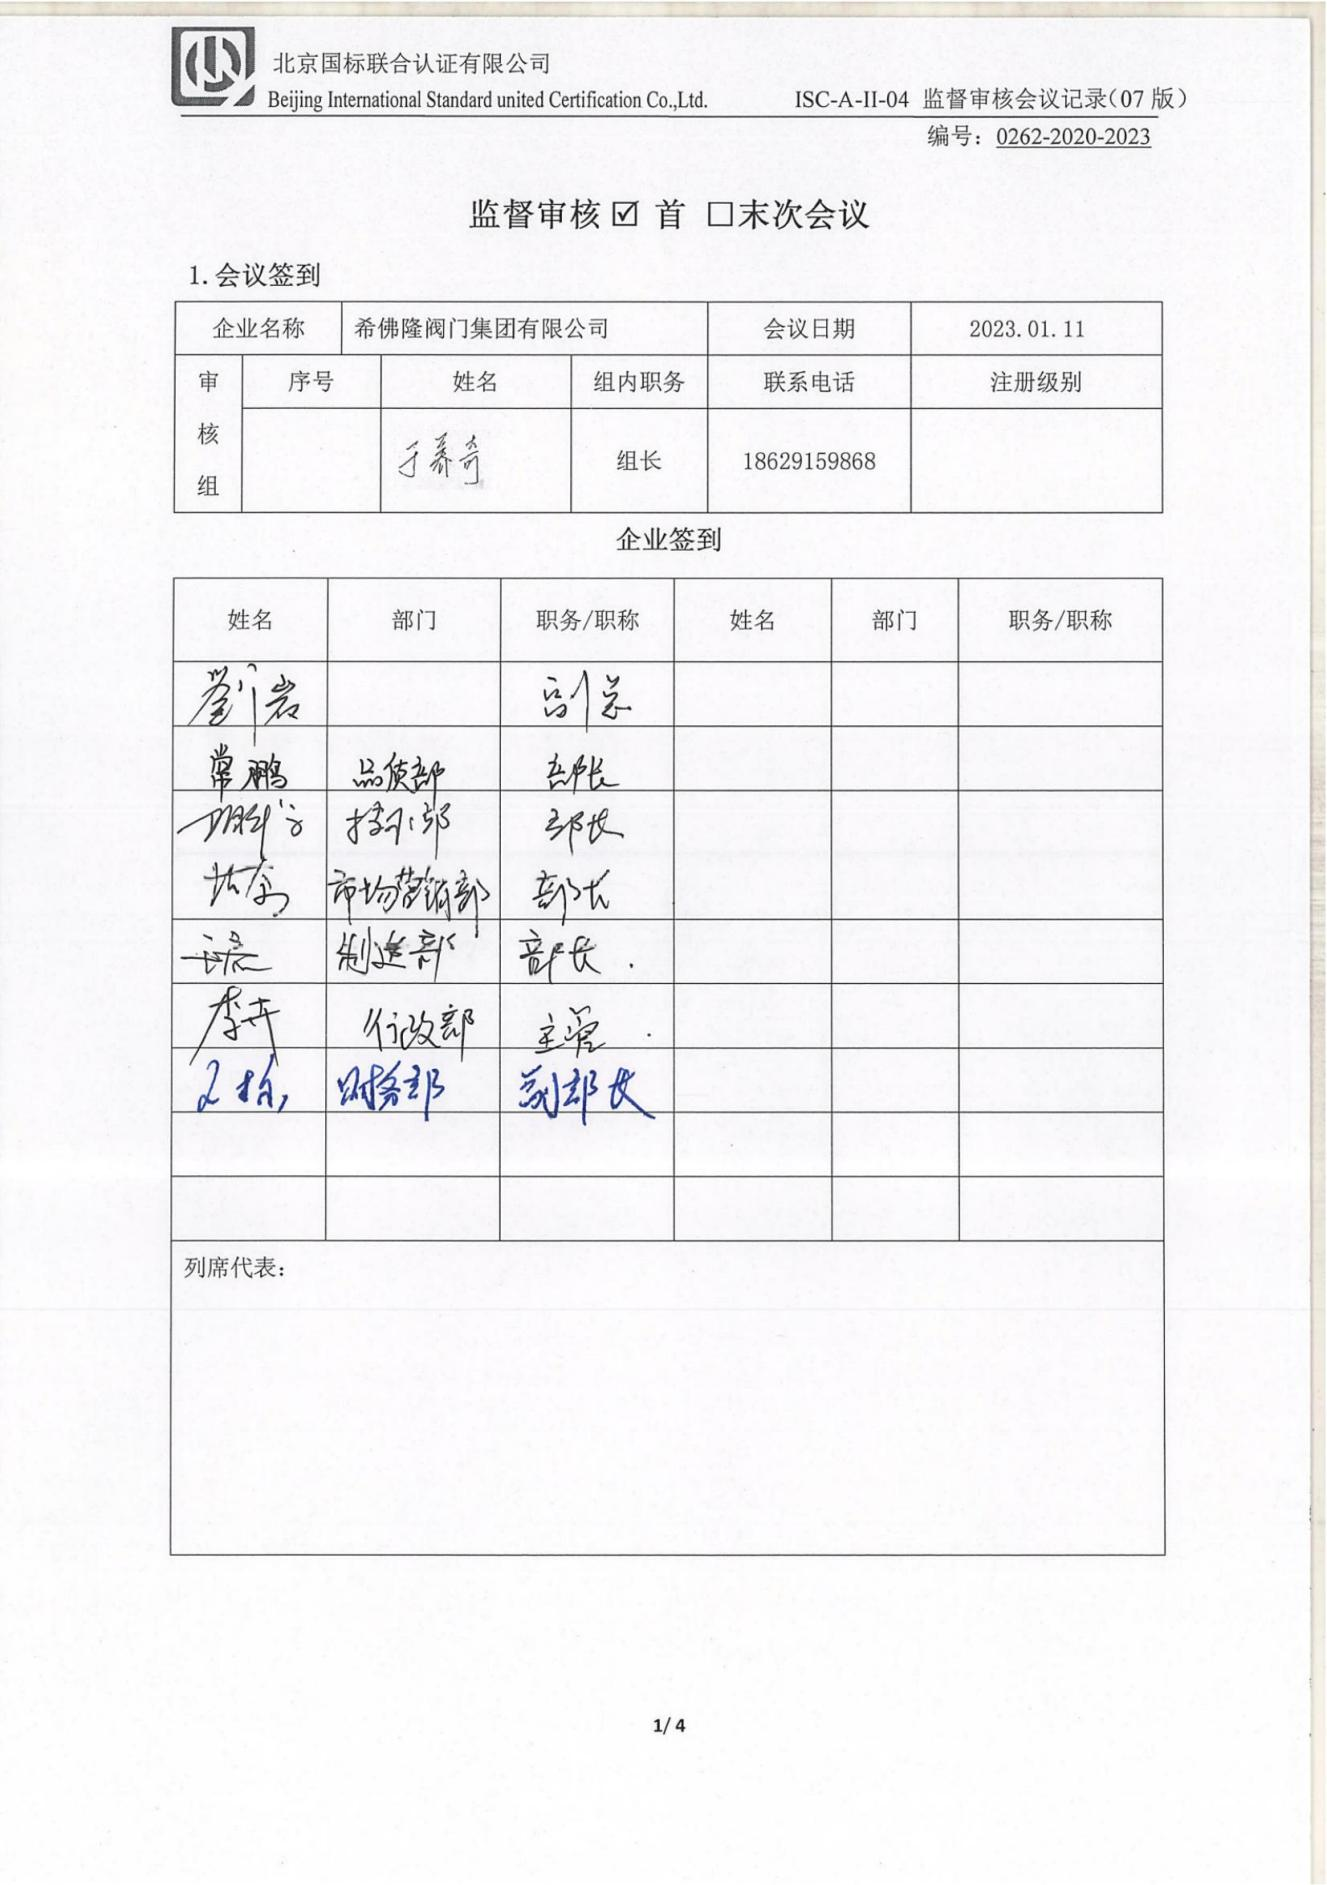 北京国标联合认证有限公司
Beijing International Standard united Certification Co.,Ltd. ISC-A-II-04 监督审核会议记录(07 版)
编号：0262-2020-2023
监督审核 ☑ 首 □末次会议
1.会议签到
企业名称 希佛隆阀门集团有限公司 会议日期 2023.01.11
审核组 序号 姓名 组内职务 联系电话 注册级别
组长 18629159868
企业签到
姓名 部门 职务/职称 姓名 部门 职务/职称
劉岩 副总
常鹏 品质部 部长
部长
市场营销部 部长
制造部 部长
李卉 行政部 主管
财务部 副部长
列席代表：
1/ 4